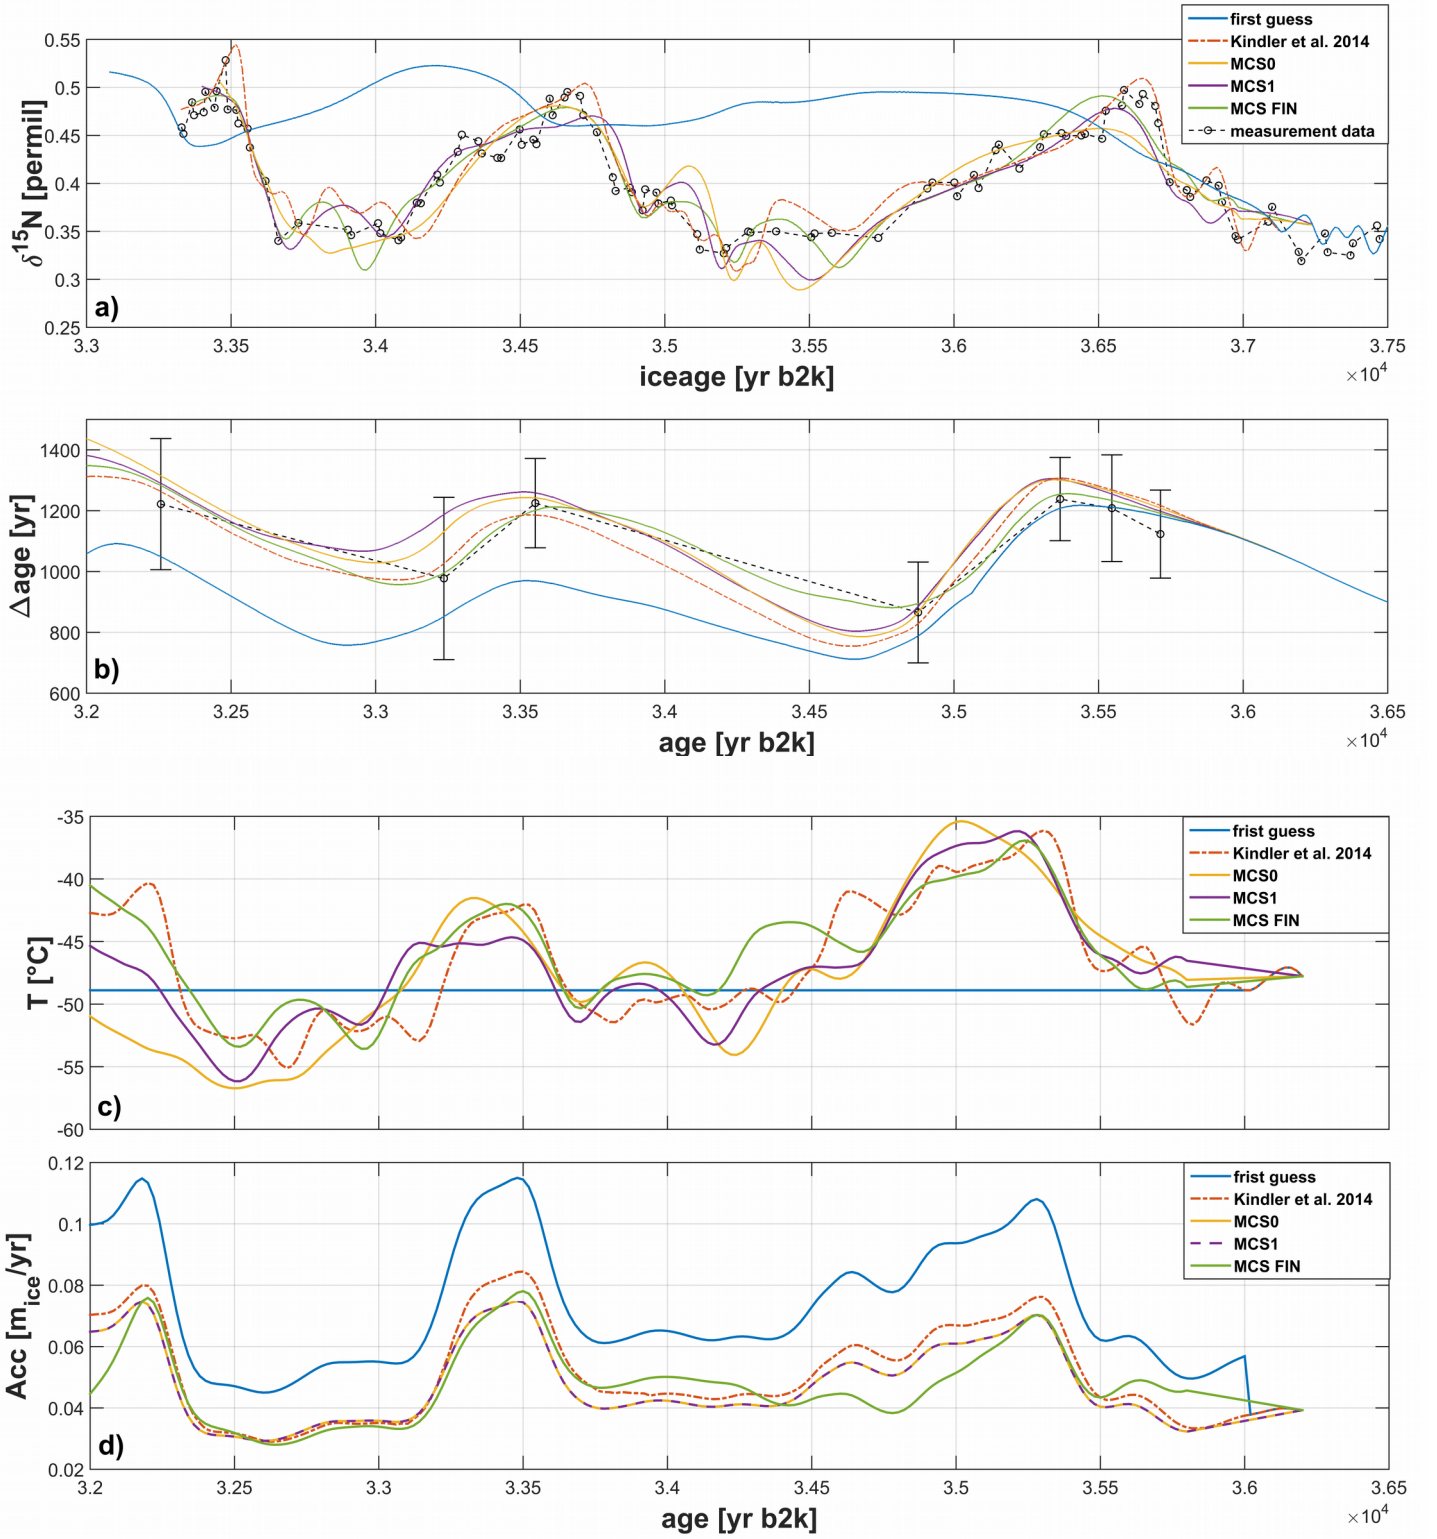 first guess
Kindler et al. 2014
MCS0
MCS1
MCS FIN
measurement data
0.55
0.5
0.45
0.4
0.35
0.3
0.25
δ15N [permil]
a)
3.3 3.35 3.4 3.45 3.5 3.55 3.6 3.65 3.7 3.75
iceage [yr b2k]
×10^4
1400
1200
1000
800
600
Δage [yr]
b)
3.2 3.25 3.3 3.35 3.4 3.45 3.5 3.55 3.6 3.65
age [yr b2k]
×10^4
-35
-40
-45
-50
-55
-60
T [°C]
c)
frist guess
Kindler et al. 2014
MCS0
MCS1
MCS FIN
0.12
0.1
0.08
0.06
0.04
0.02
Acc [mice/yr]
d)
frist guess
Kindler et al. 2014
MCS0
MCS1
MCS FIN
3.2 3.25 3.3 3.35 3.4 3.45 3.5 3.55 3.6 3.65
age [yr b2k]
×10^4